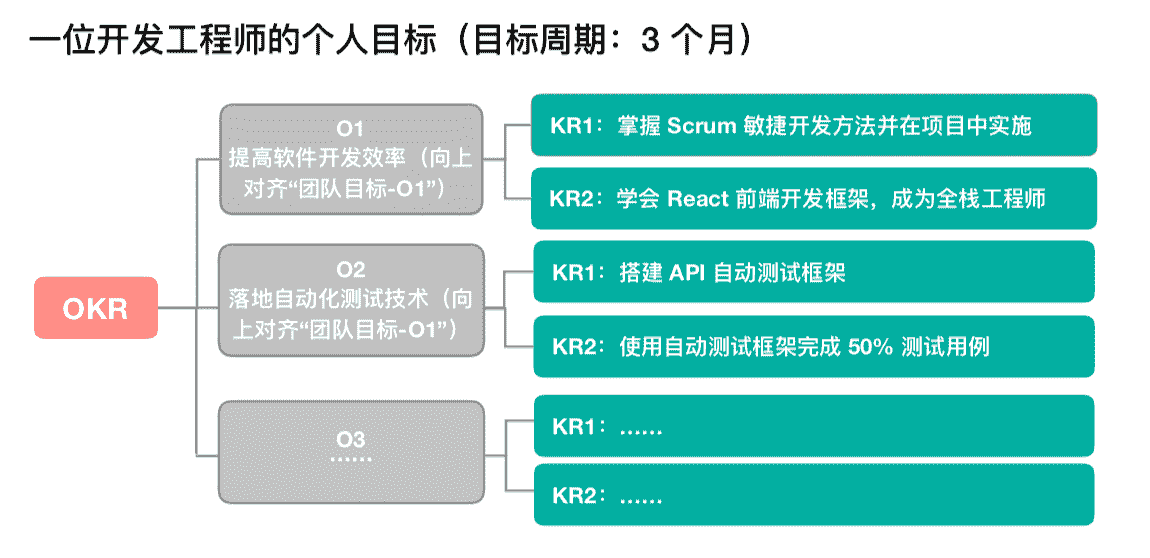 一位开发工程师的个人目标（目标周期：3 个月）
O1
提高软件开发效率（向上
对齐“团队目标-O1”）
KR1：掌握 Scrum 敏捷开发方法并在项目中实施
KR2：学会 React 前端开发框架，成为全栈工程师
OKR
O2
落地自动化测试技术（向
上对齐“团队目标-O1”）
KR1：搭建 API 自动测试框架
KR2：使用自动测试框架完成 50% 测试用例
O3
……
KR1：……
KR2：……